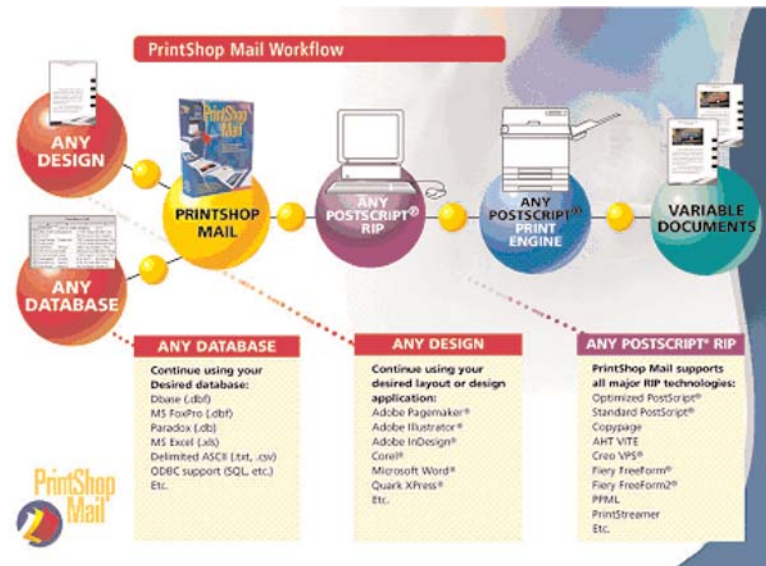 PrintShop Mail Workflow
ANY
DESIGN
PrintShop
Mail
PRINTSHOP
MAIL
ANY
POSTSCRIPT®
RIP
ANY
POSTSCRIPT®
PRINT
ENGINE
VARIABLE
DOCUMENTS
ANY
DATABASE
ANY DATABASE
Continue using your
Desired database:
Dbase (.dbf)
MS FoxPro (.dbf)
Paradox (.db)
MS Excel (.xls)
Delimited ASCII (.txt, .csv)
ODBC support (SQL, etc.)
Etc.
ANY DESIGN
Continue using your
desired layout or design
application:
Adobe Pagemaker®
Adobe Illustrator®
Adobe InDesign®
Corel®
Microsoft Word®
Quark XPress®
Etc.
ANY POSTSCRIPT® RIP
PrintShop Mail supports
all major RIP technologies:
Optimized PostScript®
Standard PostScript®
Copypage
AHT VITE
Creo VPS®
Fiery FreeForm®
Fiery FreeForm2®
PPML
PrintStreamer
Etc.
PrintShop
Mail